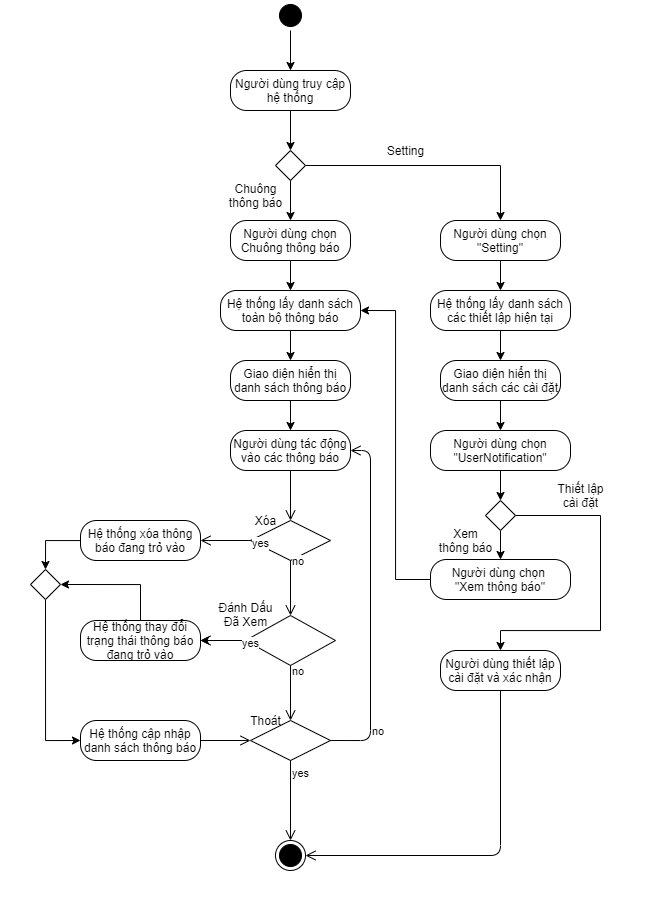 Người dùng truy cập
hệ thống
Setting
Chuông
thông báo
Người dùng chọn
Chuông thông báo
Người dùng chọn
"Setting"
Hệ thống lấy danh sách
toàn bộ thông báo
Hệ thống lấy danh sách
các thiết lập hiện tại
Giao diện hiển thị
danh sách thông báo
Giao diện hiển thị
danh sách các cài đặt
Người dùng tác động
vào các thông báo
Người dùng chọn
"UserNotification"
Thiết lập
cài đặt
Xem
thông báo
Xóa
yes
no
Hệ thống xóa thông
báo đang trỏ vào
Người dùng chọn
"Xem thông báo"
Đánh Dấu
Đã Xem
yes
no
Hệ thống thay đổi
trạng thái thông báo
đang trỏ vào
Người dùng thiết lập
cài đặt và xác nhận
Thoát
no
yes
Hệ thống cập nhập
danh sách thông báo